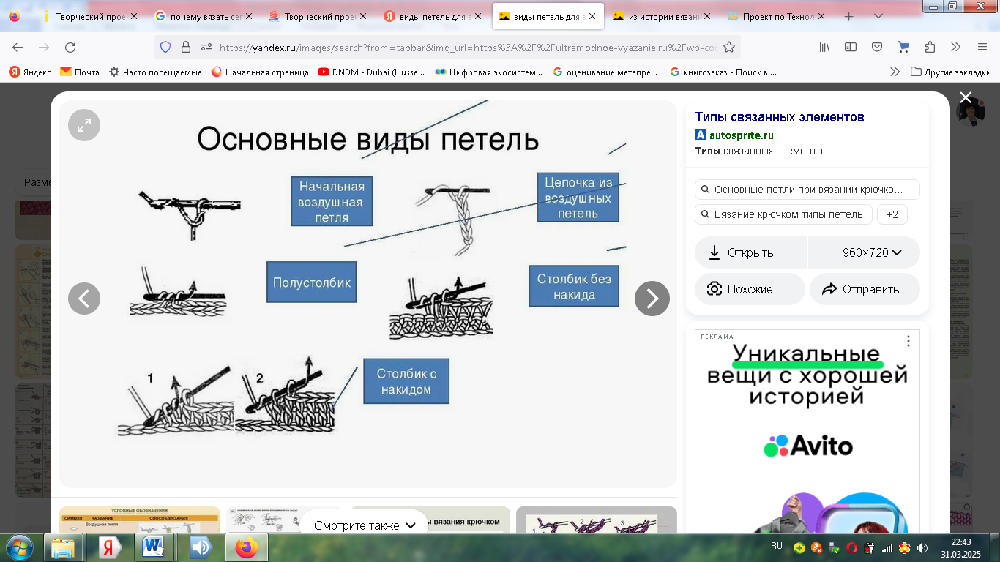 Творческий прое
почему вязать сег
Творческий прое
виды петель для в
виды петель для в
из истории вязани
Проект по Технол
https://yandex.ru/images/search?from=tabbar&img_url=https%3A%2F%2Fultramodnoe-vyazanie.ru%2Fwp-cor
Яндекс
Почта
Часто посещаемые
Начальная страница
DNDM - Dubai (Husse...
Цифровая экосистем...
оценивание метапре...
книгозаказ - Поиск в ...
Другие закладки
Разме
Основные виды петель
Начальная
воздушная
петля
Цепочка из
воздушных
петель
Полустолбик
Столбик без
накида
1
2
Столбик с
накидом
Типы связанных элементов
autosprite.ru
Типы связанных элементов.
Основные петли при вязании крючко...
Вязание крючком типы петель
+2
Открыть
960×720
Похожие
Отправить
РЕКЛАМА
Уникальные
вещи с хорошей
историей
Avito
УСЛОВНЫЕ ОБОЗНАЧЕНИЯ
СИМВОЛ НАЗВАНИЕ СПОСОБ ВЯЗАНИЯ
Воздушная петля
Смотрите также
ы вязания крючком
1 2 3
RU
22:43
31.03.2025